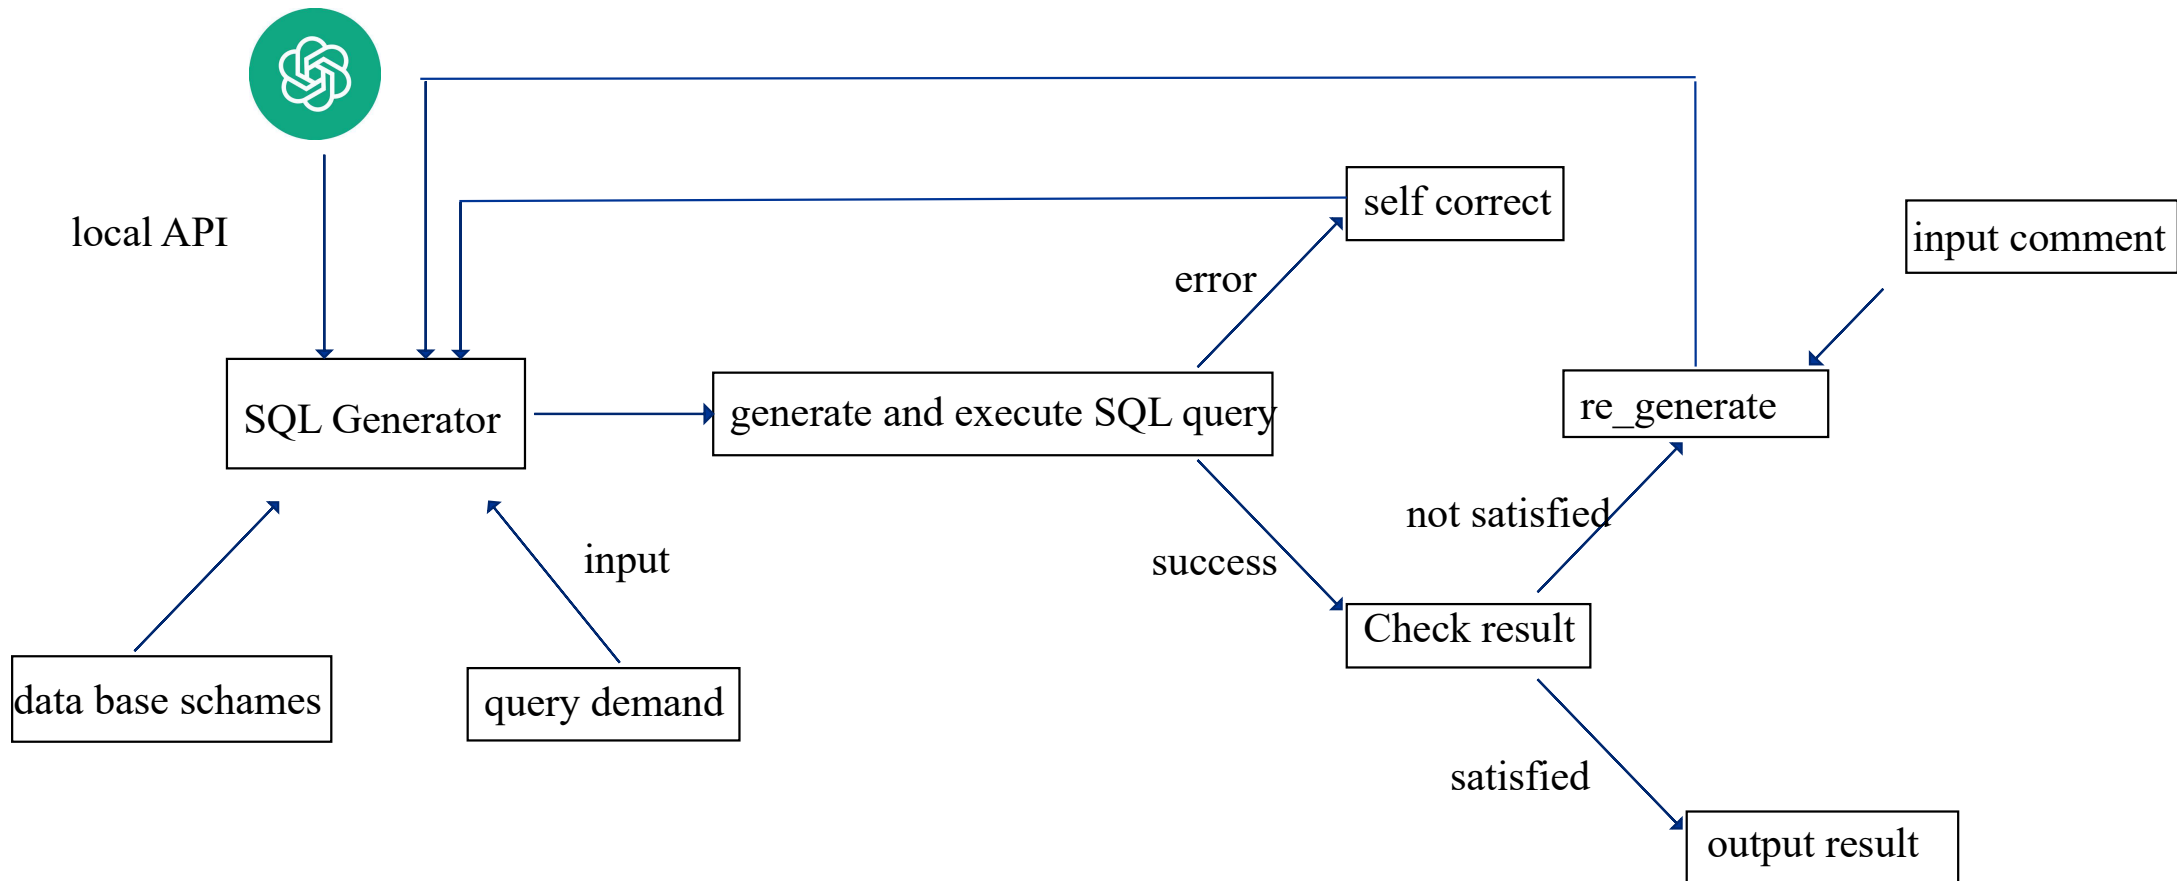 local API
self correct
input comment
error
SQL Generator
generate and execute SQL query
re_generate
not satisfied
input
success
Check result
data base schames
query demand
satisfied
output result